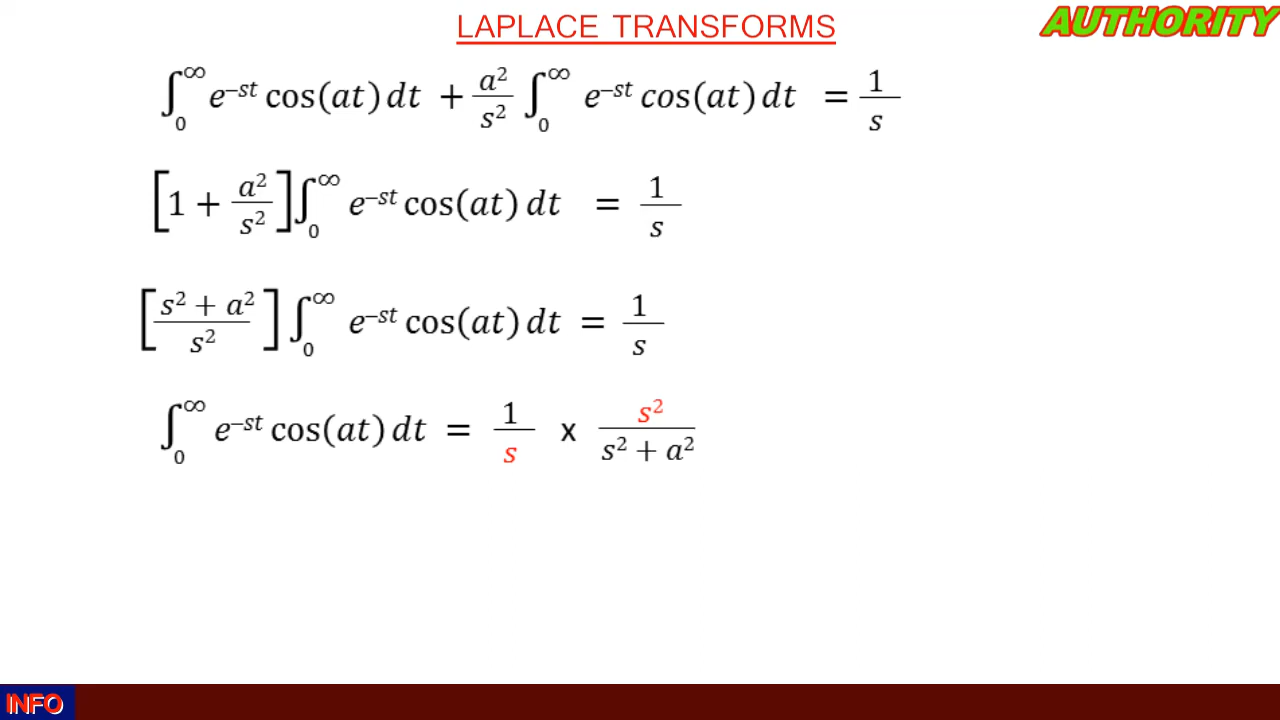 LAPLACE TRANSFORMS
AUTHORITY
∫₀^∞ e^–st cos(at) dt + a²/s² ∫₀^∞ e^–st cos(at) dt = 1/s
[1 + a²/s²] ∫₀^∞ e^–st cos(at) dt = 1/s
[(s² + a²)/s²] ∫₀^∞ e^–st cos(at) dt = 1/s
∫₀^∞ e^–st cos(at) dt = 1/s x s²/(s² + a²)
INFO